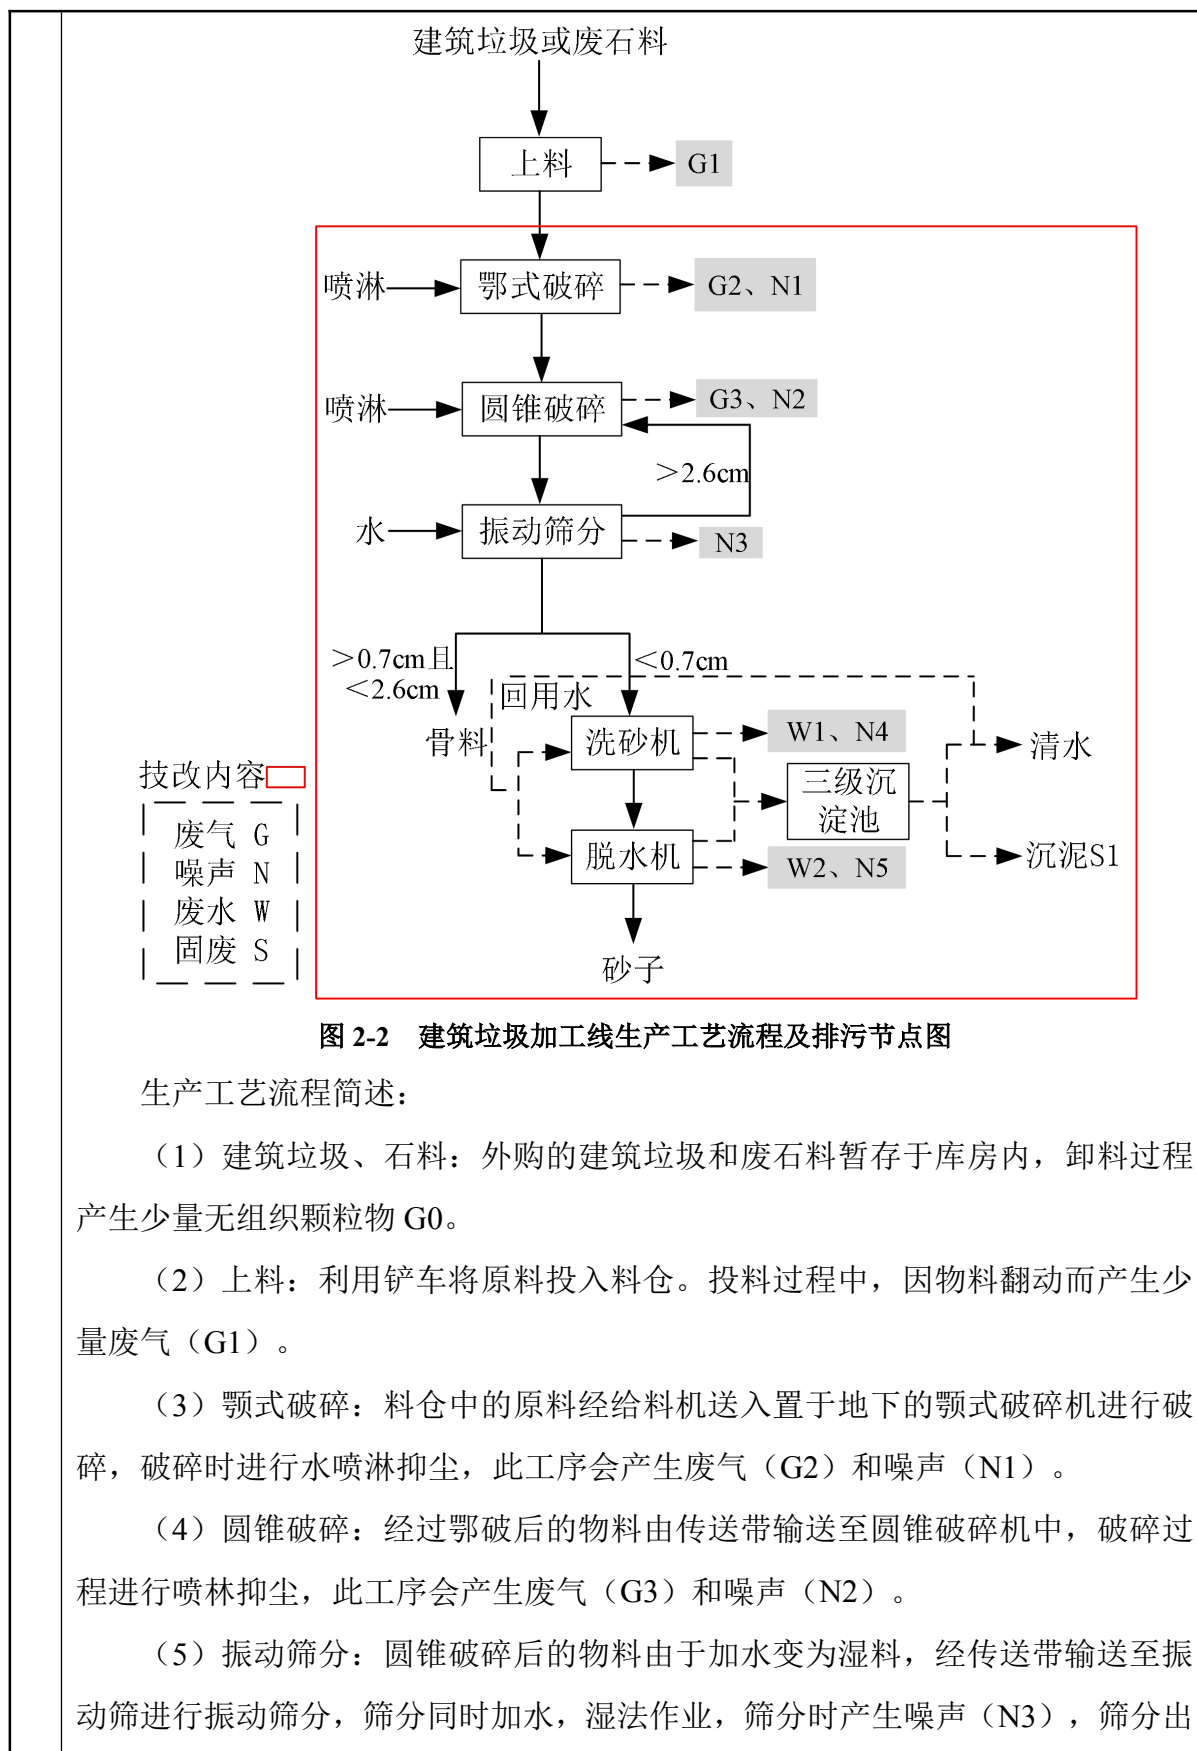 建筑垃圾或废石料
上料
G1
喷淋
鄂式破碎
G2、N1
喷淋
圆锥破碎
G3、N2
＞2.6cm
水
振动筛分
N3
＞0.7cm且
＜2.6cm
＜0.7cm
回用水
骨料
洗砂机
W1、N4
清水
三级沉
淀池
脱水机
W2、N5
沉泥S1
砂子
技改内容
废气 G
噪声 N
废水 W
固废 S
图 2-2 建筑垃圾加工线生产工艺流程及排污节点图
生产工艺流程简述：
（1）建筑垃圾、石料：外购的建筑垃圾和废石料暂存于库房内，卸料过程
产生少量无组织颗粒物 G0。
（2）上料：利用铲车将原料投入料仓。投料过程中，因物料翻动而产生少
量废气（G1）。
（3）颚式破碎：料仓中的原料经给料机送入置于地下的颚式破碎机进行破
碎，破碎时进行水喷淋抑尘，此工序会产生废气（G2）和噪声（N1）。
（4）圆锥破碎：经过鄂破后的物料由传送带输送至圆锥破碎机中，破碎过
程进行喷林抑尘，此工序会产生废气（G3）和噪声（N2）。
（5）振动筛分：圆锥破碎后的物料由于加水变为湿料，经传送带输送至振
动筛进行振动筛分，筛分同时加水，湿法作业，筛分时产生噪声（N3），筛分出